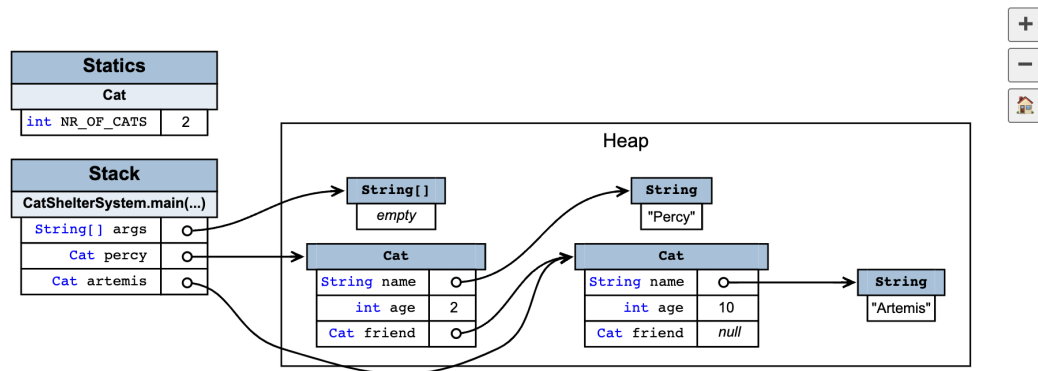 Statics
Cat
int NR_OF_CATS 2
Heap
Stack
CatShelterSystem.main(...)
String[] args
Cat percy
Cat artemis
String[]
empty
String
"Percy"
Cat
String name
int age 2
Cat friend
Cat
String name
int age 10
Cat friend null
String
"Artemis"